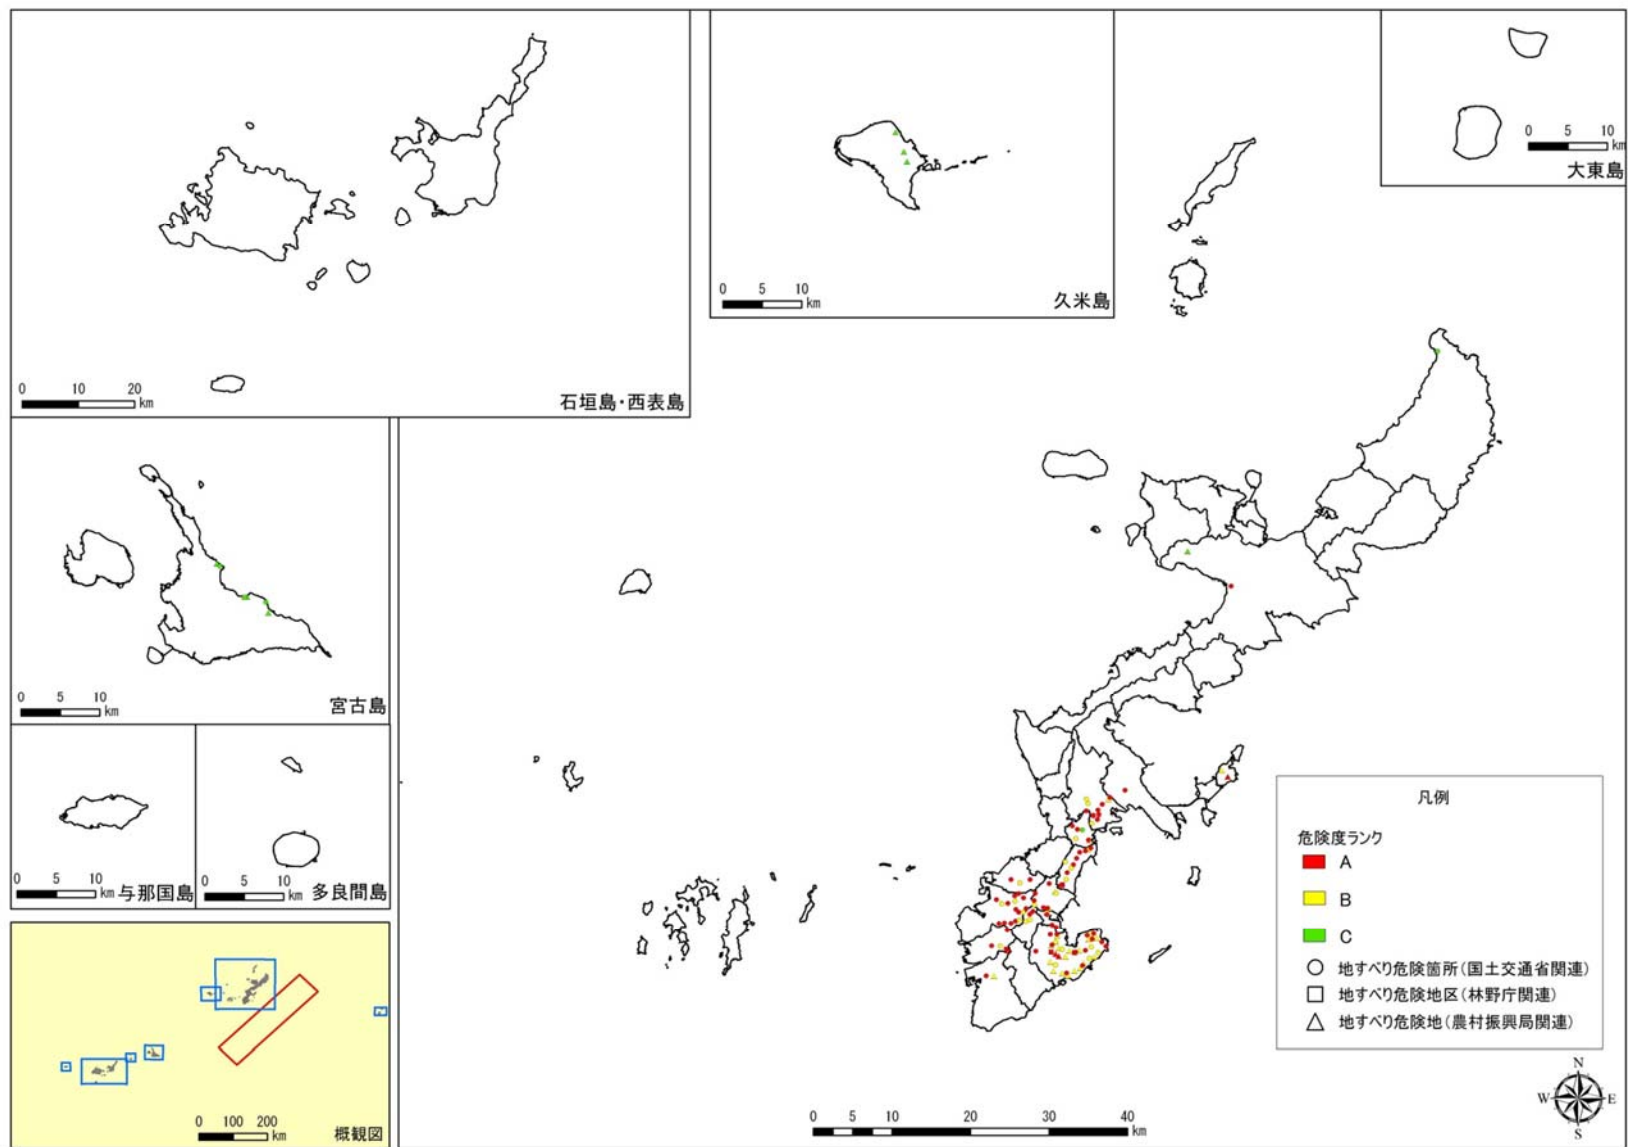 0 5 10 km
大東島
0 5 10 km
久米島
0 10 20 km
石垣島・西表島
0 5 10 km
宮古島
0 5 10 km
与那国島
0 5 10 km
多良間島
凡例
危険度ランク
A
B
C
地すべり危険箇所(国土交通省関連)
地すべり危険地区(林野庁関連)
地すべり危険地(農村振興局関連)
N
W E
S
0 100 200 km
概観図
0 5 10 20 30 40 km